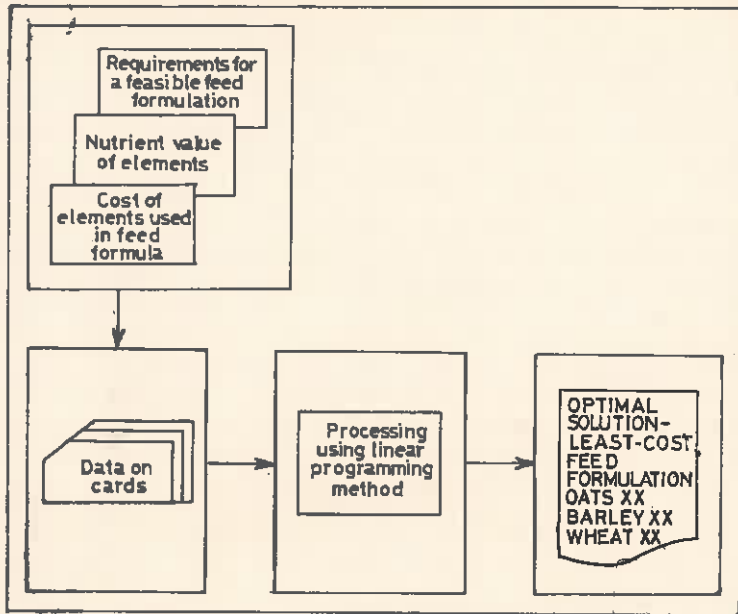 Requirements for
a feasible feed
formulation
Nutrient value
of elements
Cost of
elements used
in feed
formula
Data on
cards
Processing
using linear
programming
method
OPTIMAL
SOLUTION-
LEAST-COST
FEED
FORMULATION
OATS XX
BARLEY XX
WHEAT XX